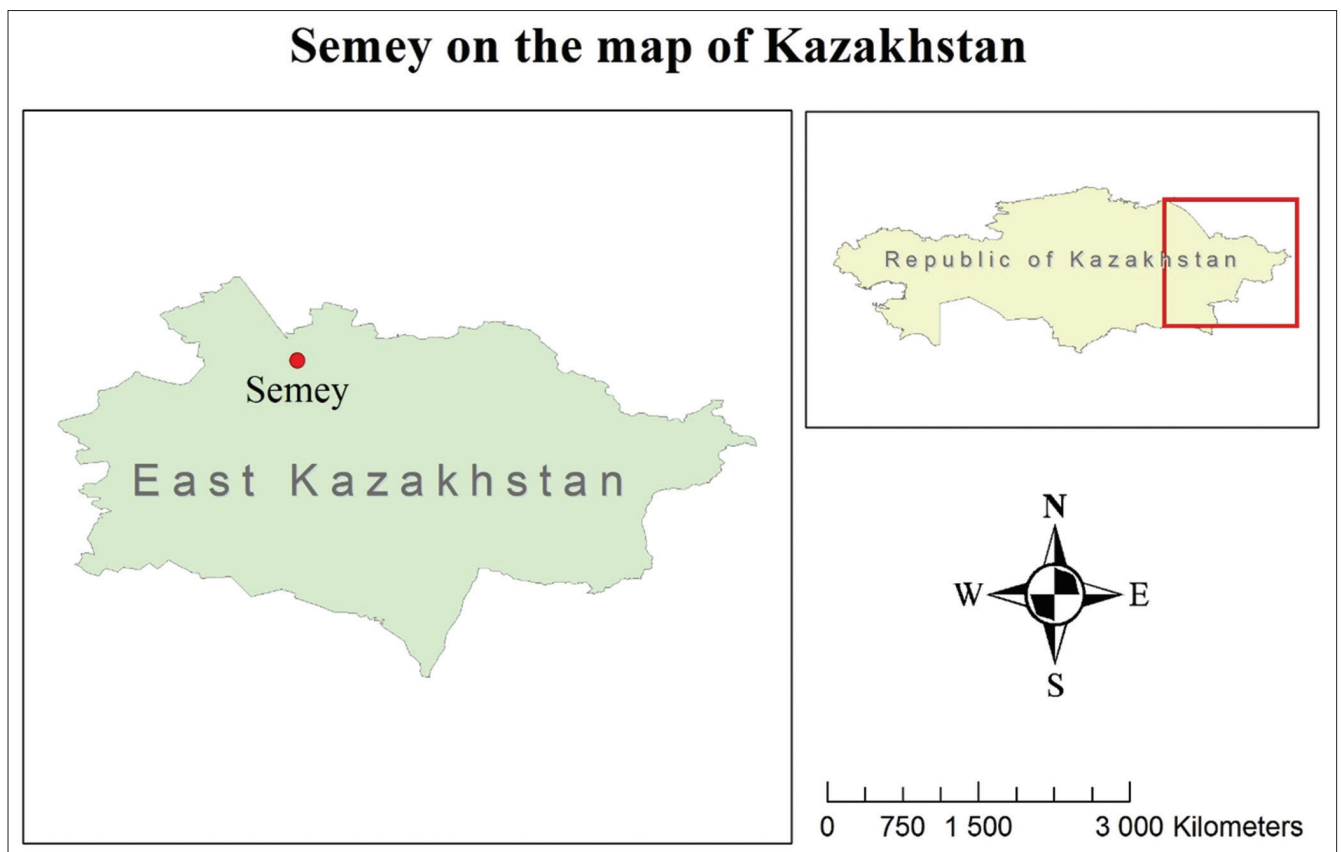 Semey on the map of Kazakhstan
Semey
East Kazakhstan
Republic of Kazakhstan
N
W E
S
0 750 1 500 3 000 Kilometers